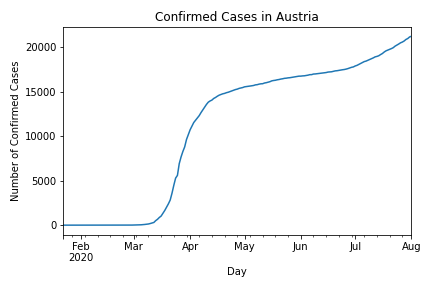 Confirmed Cases in Austria
Number of Confirmed Cases
20000
15000
10000
5000
0
Feb Mar Apr May Jun Jul Aug
2020
Day